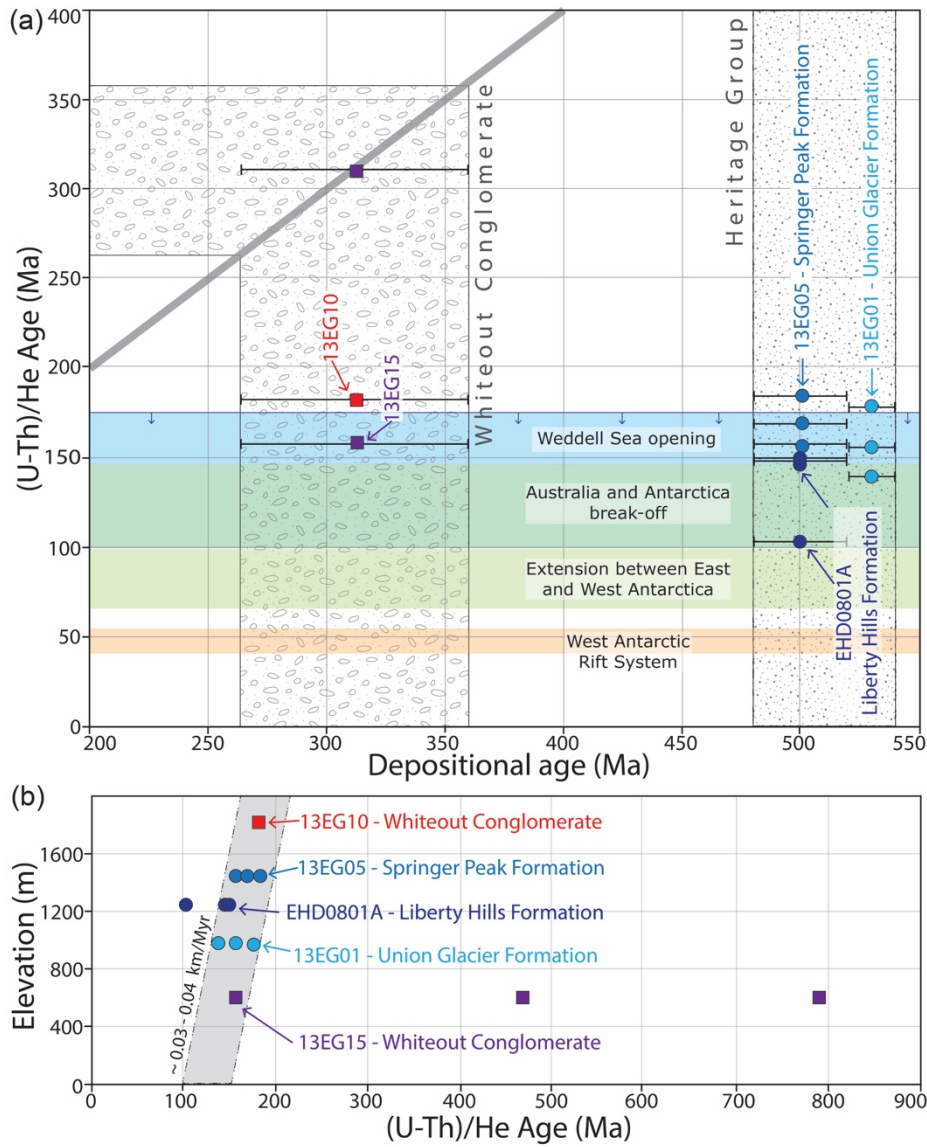 (a)
400
350
300
250
200
150
100
50
0
(U-Th)/He Age (Ma)
Whiteout Conglomerate
Heritage Group
13EG10
13EG15
13EG05 - Springer Peak Formation
13EG01 - Union Glacier Formation
Weddell Sea opening
Australia and Antarctica
break-off
Extension between East
and West Antarctica
West Antarctic
Rift System
EHD0801A
Liberty Hills Formation
200
250
300
350
400
450
500
550
Depositional age (Ma)
(b)
Elevation (m)
1600
1200
800
400
0
~ 0.03 - 0.04 km/Myr
13EG10 - Whiteout Conglomerate
13EG05 - Springer Peak Formation
EHD0801A - Liberty Hills Formation
13EG01 - Union Glacier Formation
13EG15 - Whiteout Conglomerate
0
100
200
300
400
500
600
700
800
900
(U-Th)/He Age (Ma)